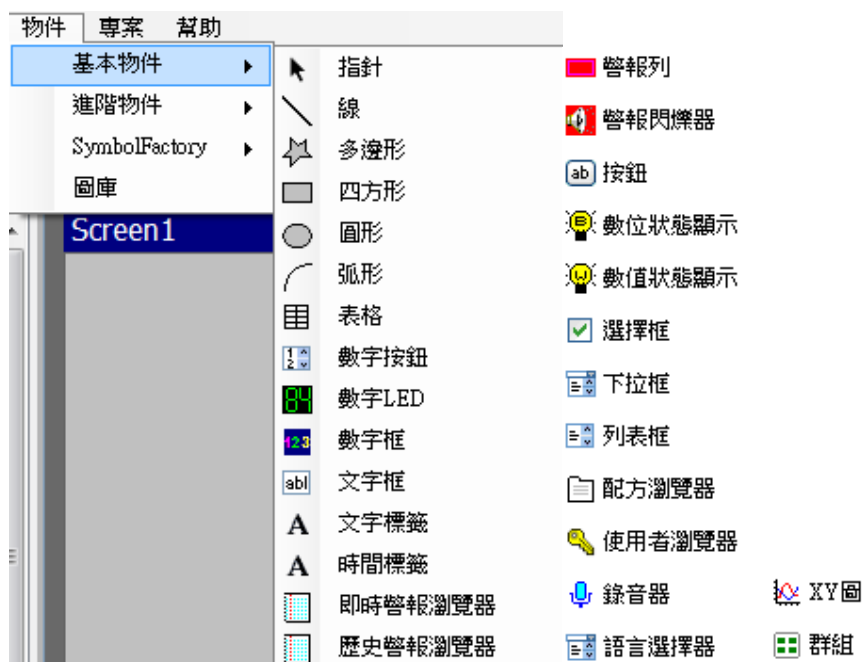 物件 專案 幫助
基本物件
進階物件
SymbolFactory
圖庫
Screen1
指針
線
多邊形
四方形
圓形
弧形
表格
數字按鈕
數字LED
數字框
文字框
文字標籤
時間標籤
即時警報瀏覽器
歷史警報瀏覽器
警報列
警報閃爍器
按鈕
數位狀態顯示
數值狀態顯示
選擇框
下拉框
列表框
配方瀏覽器
使用者瀏覽器
錄音器
語言選擇器
XY圖
群組